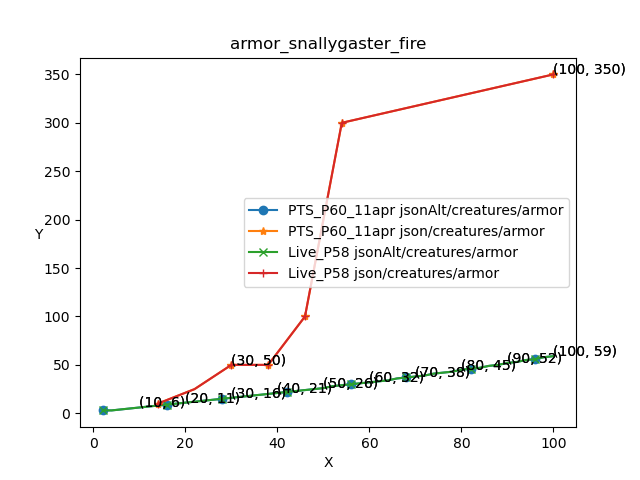 armor_snallygaster_fire
350
300
250
200
150
100
50
0
Y
(100, 350)
PTS_P60_11apr jsonAlt/creatures/armor
PTS_P60_11apr json/creatures/armor
Live_P58 jsonAlt/creatures/armor
Live_P58 json/creatures/armor
(30, 50)
(10, 6)
(20, 11)
(30, 16)
(40, 21)
(50, 26)
(60, 32)
(70, 38)
(80, 45)
(90, 52)
(100, 59)
0 20 40 60 80 100
X